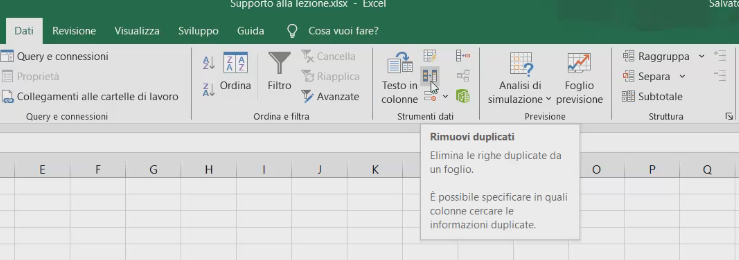 Supporto alla lezione.xlsx - Excel
Salvato
Dati Revisione Visualizza Sviluppo Guida Cosa vuoi fare?
Query e connessioni
Proprietà
Collegamenti alle cartelle di lavoro
Query e connessioni
Ordina
Filtro
Cancella
Riapplica
Avanzate
Ordina e filtra
Testo in
colonne
Strumenti dati
Analisi di
simulazione
Foglio
previsione
Previsione
Raggruppa
Separa
Subtotale
Struttura
Rimuovi duplicati
Elimina le righe duplicate da
un foglio.
È possibile specificare in quali
colonne cercare le
informazioni duplicate.
E F G H I J K O P Q